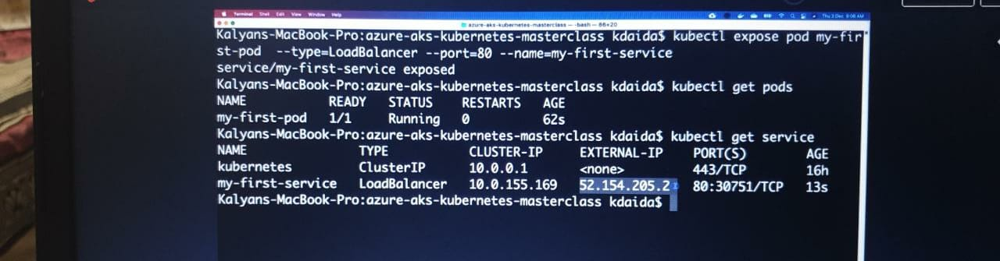 Terminal Shell Edit View Window Help Thu 3 Dec 9:08 AM
azure-aks-kubernetes-masterclass — -bash — 86×20
Kalyans-MacBook-Pro:azure-aks-kubernetes-masterclass kdaida$ kubectl expose pod my-fir
st-pod --type=LoadBalancer --port=80 --name=my-first-service
service/my-first-service exposed
Kalyans-MacBook-Pro:azure-aks-kubernetes-masterclass kdaida$ kubectl get pods
NAME READY STATUS RESTARTS AGE
my-first-pod 1/1 Running 0 62s
Kalyans-MacBook-Pro:azure-aks-kubernetes-masterclass kdaida$ kubectl get service
NAME TYPE CLUSTER-IP EXTERNAL-IP PORT(S) AGE
kubernetes ClusterIP 10.0.0.1 <none> 443/TCP 16h
my-first-service LoadBalancer 10.0.155.169 52.154.205.2 80:30751/TCP 13s
Kalyans-MacBook-Pro:azure-aks-kubernetes-masterclass kdaida$